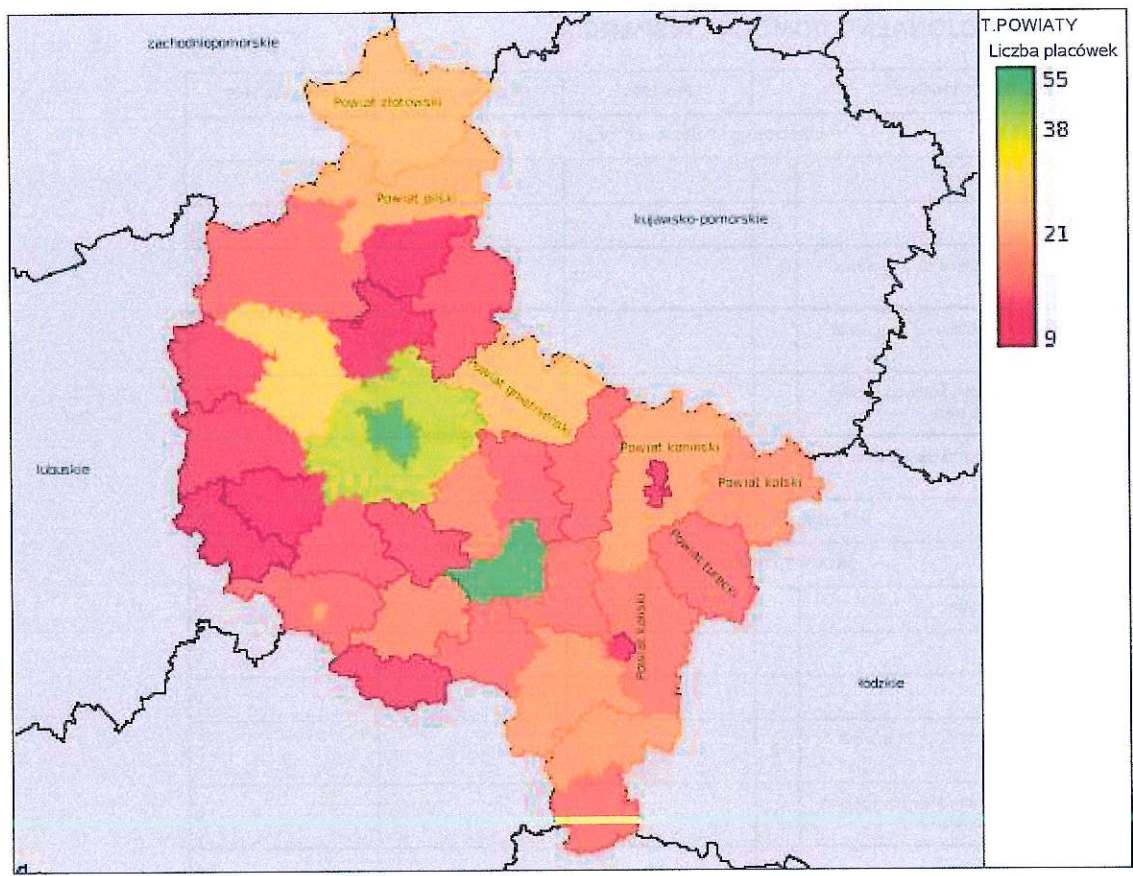 T.POWIATY
Liczba placówek
55
38
21
9
zachodniopomorskie
Powiat złotowski
Powiat pilski
kujawsko-pomorskie
Powiat gnieźnieński
Powiat koniński
Powiat kolski
lubuskie
Powiat turecki
Powiat kaliski
łódzkie